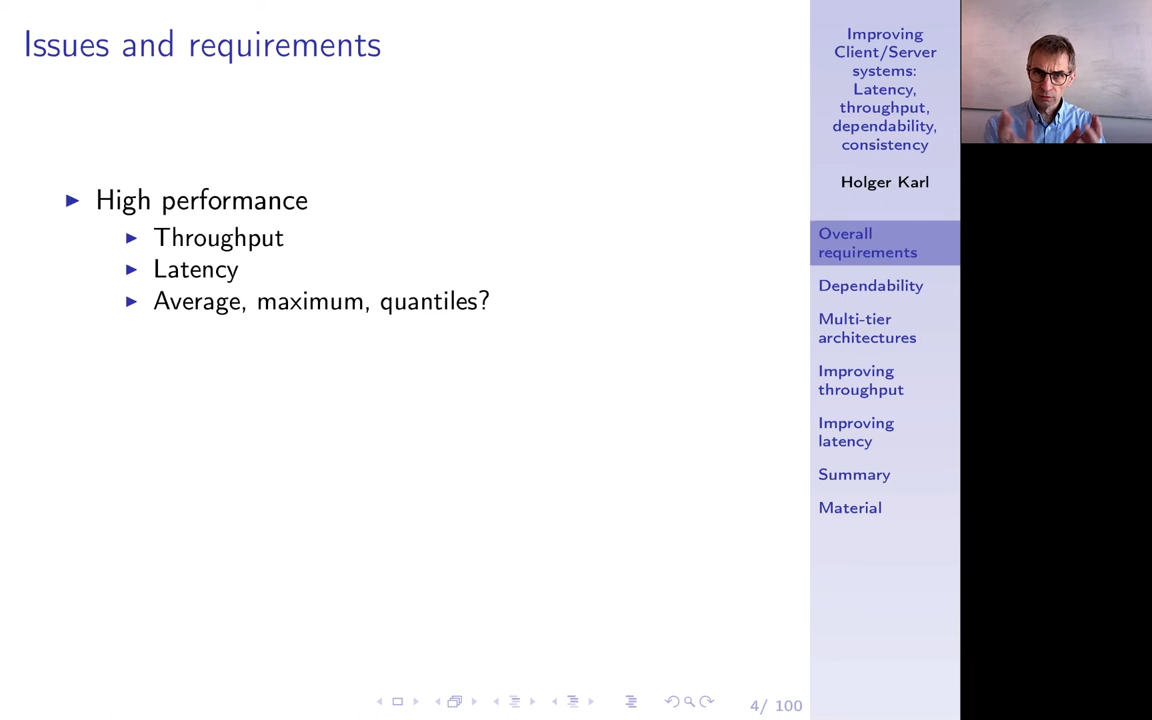 Issues and requirements
High performance
Throughput
Latency
Average, maximum, quantiles?
Improving
Client/Server
systems:
Latency,
throughput,
dependability,
consistency
Holger Karl
Overall
requirements
Dependability
Multi-tier
architectures
Improving
throughput
Improving
latency
Summary
Material
4/ 100